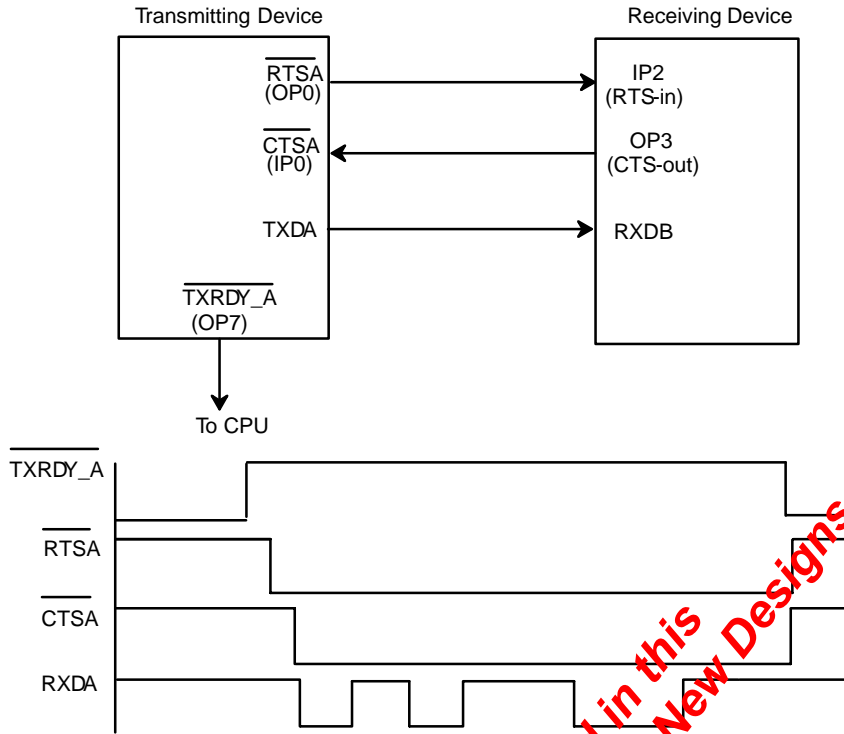 Transmitting Device
Receiving Device
RTSA
(OP0)
IP2
(RTS-in)
CTSA
(IP0)
OP3
(CTS-out)
TXDA
RXDB
TXRDY_A
(OP7)
To CPU
TXRDY_A
RTSA
CTSA
RXDA
in this
New Designs